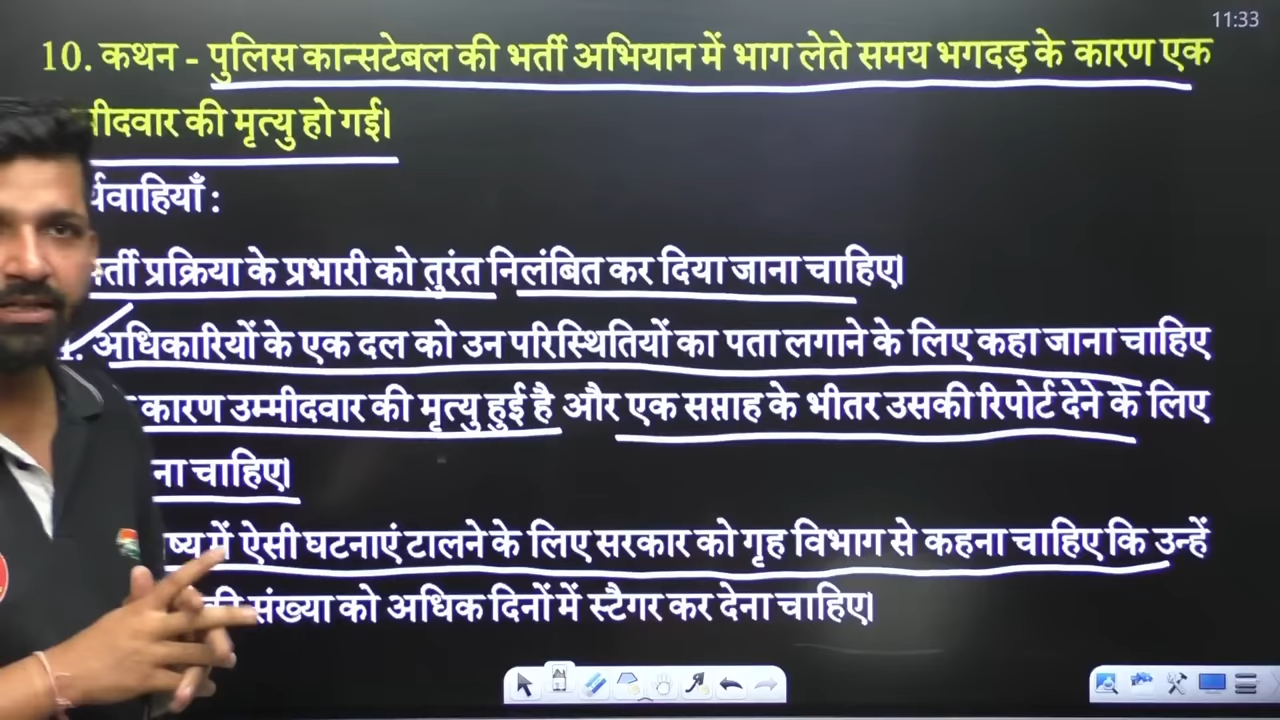 11:33
10. कथन - पुलिस कान्सटेबल की भर्ती अभियान में भाग लेते समय भगदड़ के कारण एक
की मृत्यु हो गई।
प्रक्रिया के प्रभारी को तुरंत निलंबित कर दिया जाना चाहिए।
अधिकारियों के एक दल को उन परिस्थितियों का पता लगाने के लिए कहा जाना चाहिए
कारण उम्मीदवार की मृत्यु हुई है और एक सप्ताह के भीतर उसकी रिपोर्ट देने के लिए
चाहिए।
में ऐसी घटनाएं टालने के लिए सरकार को गृह विभाग से कहना चाहिए कि उन्हें
की संख्या को अधिक दिनों में स्टैगर कर देना चाहिए।